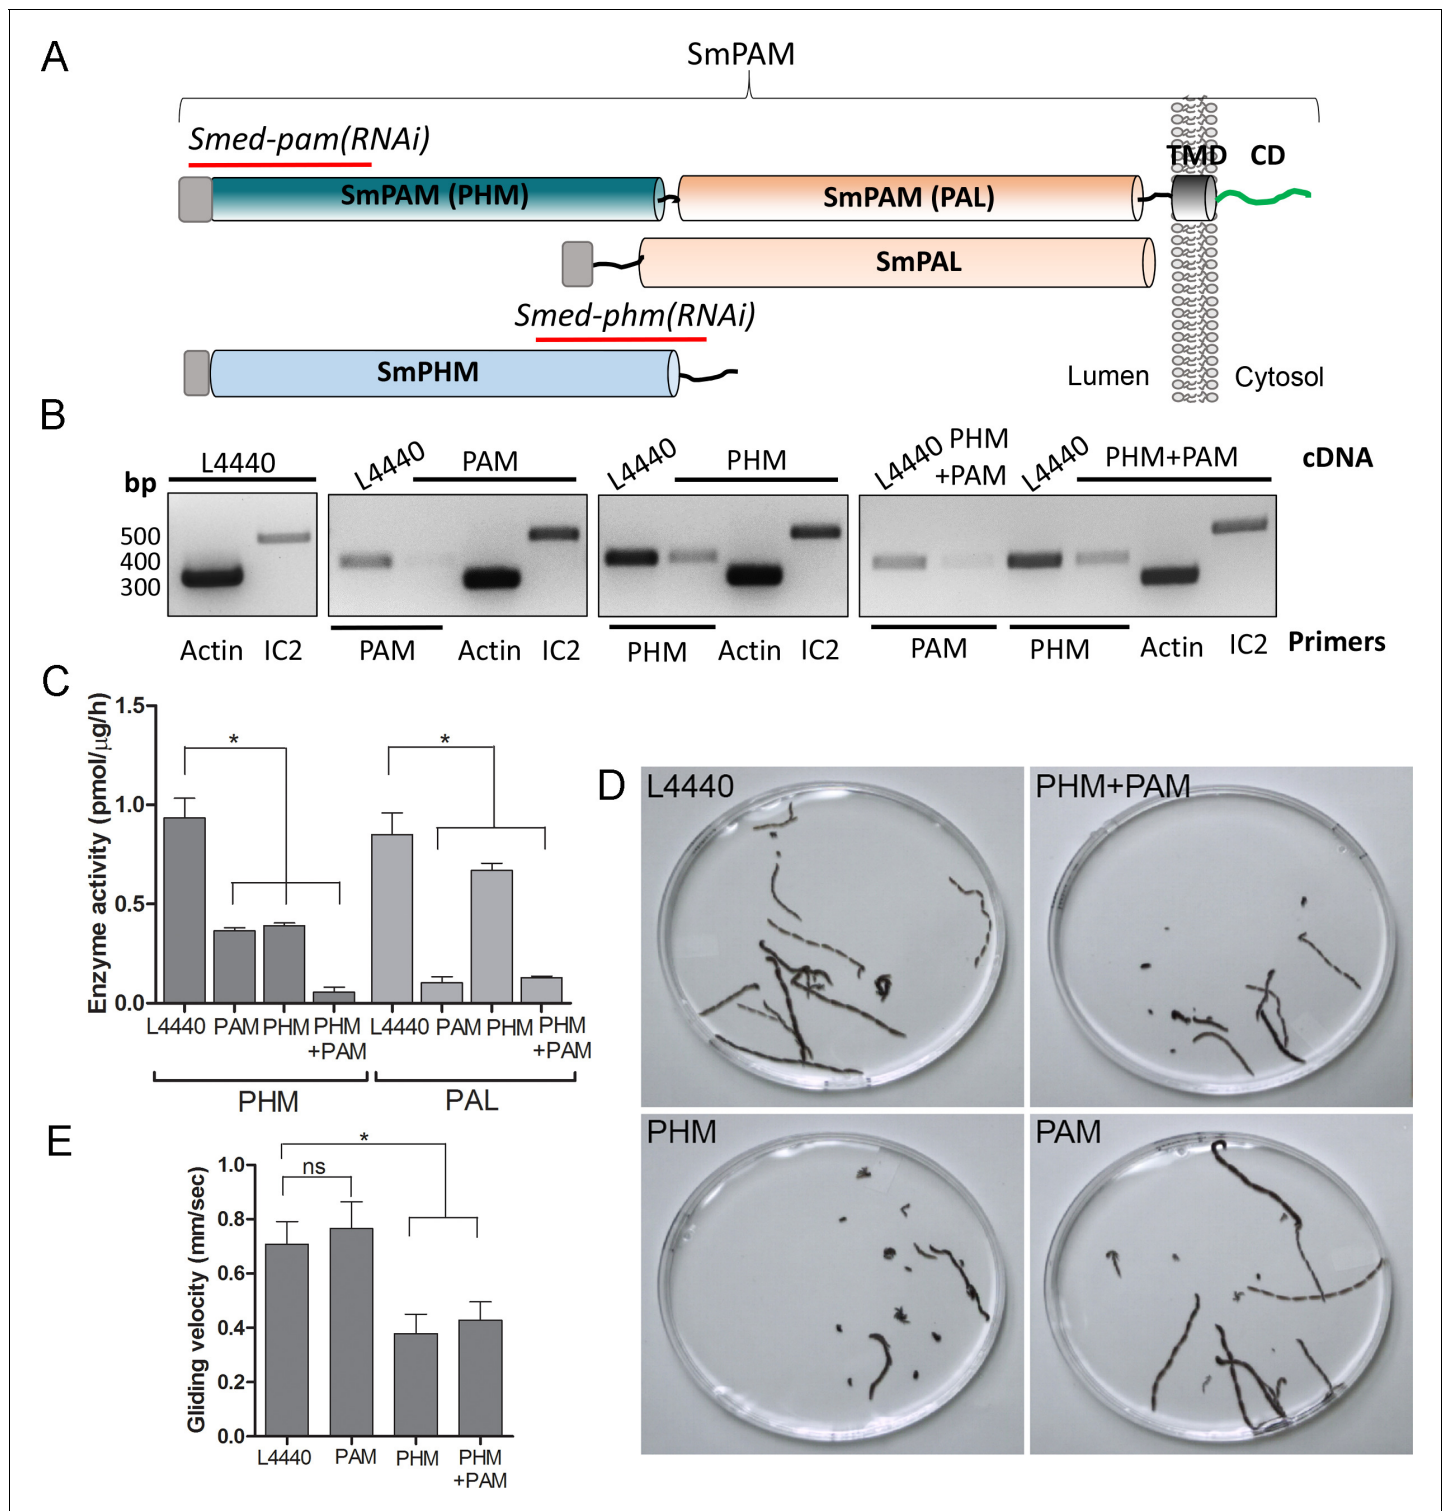 A
SmPAM
Smed-pam(RNAi)
TMD CD
SmPAM (PHM)
SmPAM (PAL)
SmPAL
Smed-phm(RNAi)
SmPHM
Lumen
Cytosol
B
L4440
L4440
PAM
L4440
PHM
L4440
PHM
+PAM
L4440
PHM+PAM
cDNA
bp
500
400
300
Actin IC2
PAM
Actin IC2
PHM
Actin IC2
PAM
PHM
Actin IC2
Primers
C
Enzyme activity (pmol/µg/h)
1.5
1.0
0.5
0.0
*
*
L4440 PAM PHM PHM
+PAM
L4440 PAM PHM PHM
+PAM
PHM
PAL
D
L4440
PHM+PAM
PHM
PAM
E
Gliding velocity (mm/sec)
1.0
0.8
0.6
0.4
0.2
0.0
*
ns
L4440 PAM PHM PHM
+PAM